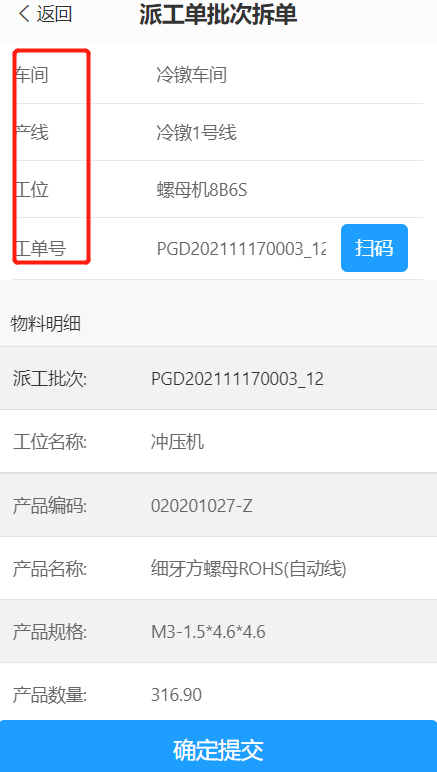 返回
派工单批次拆单
车间 冷镦车间
产线 冷镦1号线
工位 螺母机8B6S
工单号 PGD202111170003_12 扫码
物料明细
派工批次: PGD202111170003_12
工位名称: 冲压机
产品编码: 020201027-Z
产品名称: 细牙方螺母ROHS(自动线)
产品规格: M3-1.5*4.6*4.6
产品数量: 316.90
确定提交